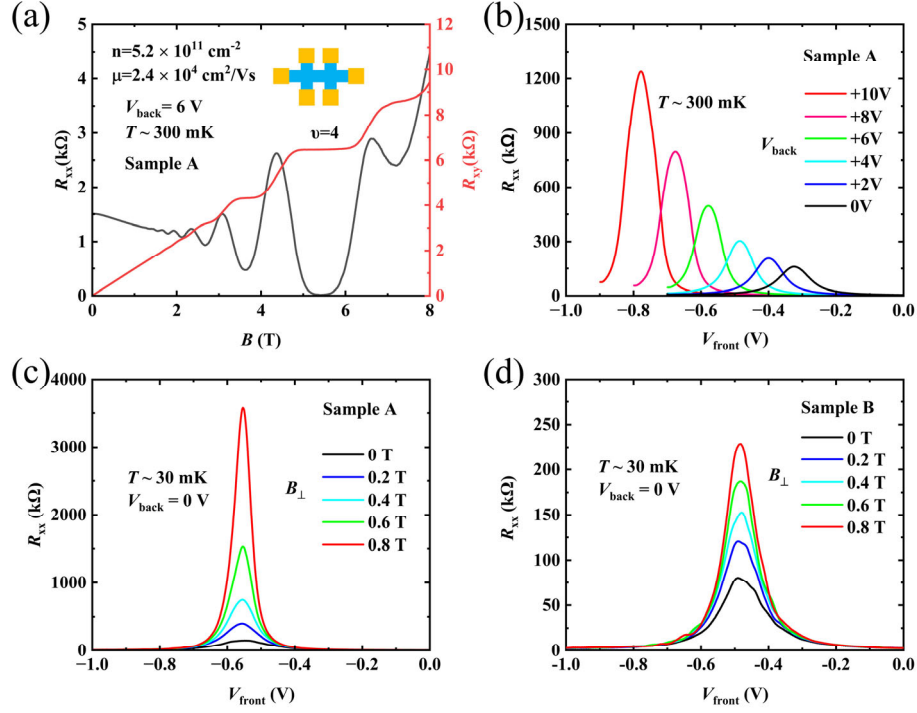 (a)
n=5.2 × 10¹¹ cm⁻²
μ=2.4 × 10⁴ cm²/Vs
V_back= 6 V
T ~ 300 mK
υ=4
Sample A
R_xx (kΩ)
R_xy(kΩ)
5
4
3
2
1
0
12
10
8
6
4
2
0
0 2 4 6 8
B (T)
(b)
Sample A
T ~ 300 mK
V_back
+10V
+8V
+6V
+4V
+2V
0V
R_xx (kΩ)
1500
1200
900
600
300
0
-1.0 -0.8 -0.6 -0.4 -0.2 0.0
V_front (V)
(c)
Sample A
T ~ 30 mK
V_back = 0 V
B⊥
0 T
0.2 T
0.4 T
0.6 T
0.8 T
R_xx (kΩ)
4000
3000
2000
1000
0
-1.0 -0.8 -0.6 -0.4 -0.2 0.0
V_front (V)
(d)
Sample B
T ~ 30 mK
V_back = 0 V
B⊥
0 T
0.2 T
0.4 T
0.6 T
0.8 T
R_xx (kΩ)
300
250
200
150
100
50
0
-1.0 -0.8 -0.6 -0.4 -0.2 0.0
V_front (V)